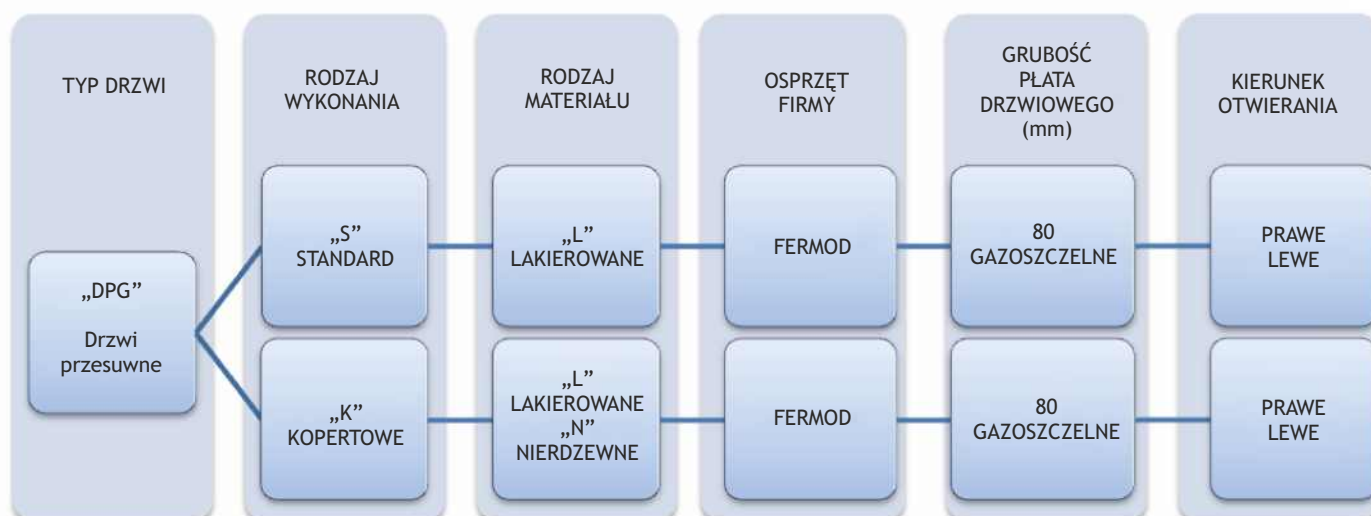 TYP DRZWI
RODZAJ
WYKONANIA
RODZAJ
MATERIAŁU
OSPRZĘT
FIRMY
GRUBOŚĆ
PŁATA
DRZWIOWEGO
(mm)
KIERUNEK
OTWIERANIA
„DPG”
Drzwi
przesuwne
„S”
STANDARD
„L”
LAKIEROWANE
FERMOD
80
GAZOSZCZELNE
PRAWE
LEWE
„K”
KOPERTOWE
„L”
LAKIEROWANE
„N”
NIERDZEWNE
FERMOD
80
GAZOSZCZELNE
PRAWE
LEWE